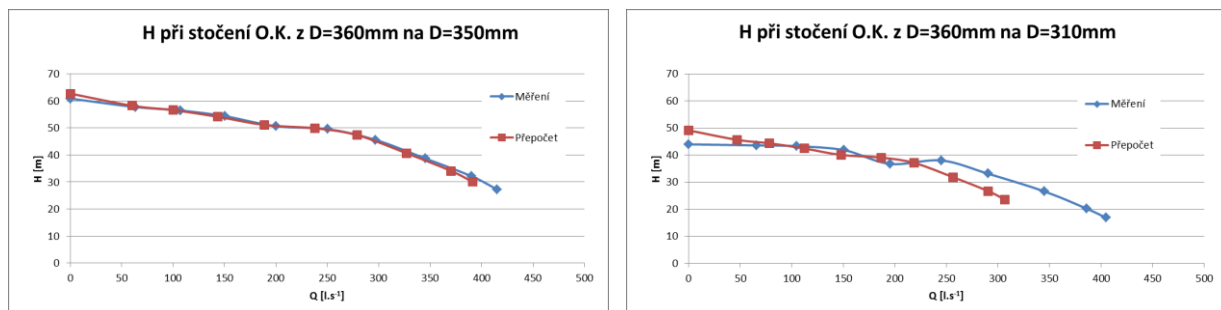 H při stočení O.K. z D=360mm na D=350mm
70
60
50
40
30
20
10
0
H [m]
0 50 100 150 200 250 300 350 400 450 500
Q [l.s⁻¹]
Měření
Přepočet
H při stočení O.K. z D=360mm na D=310mm
70
60
50
40
30
20
10
0
H [m]
0 50 100 150 200 250 300 350 400 450 500
Q [l.s⁻¹]
Měření
Přepočet